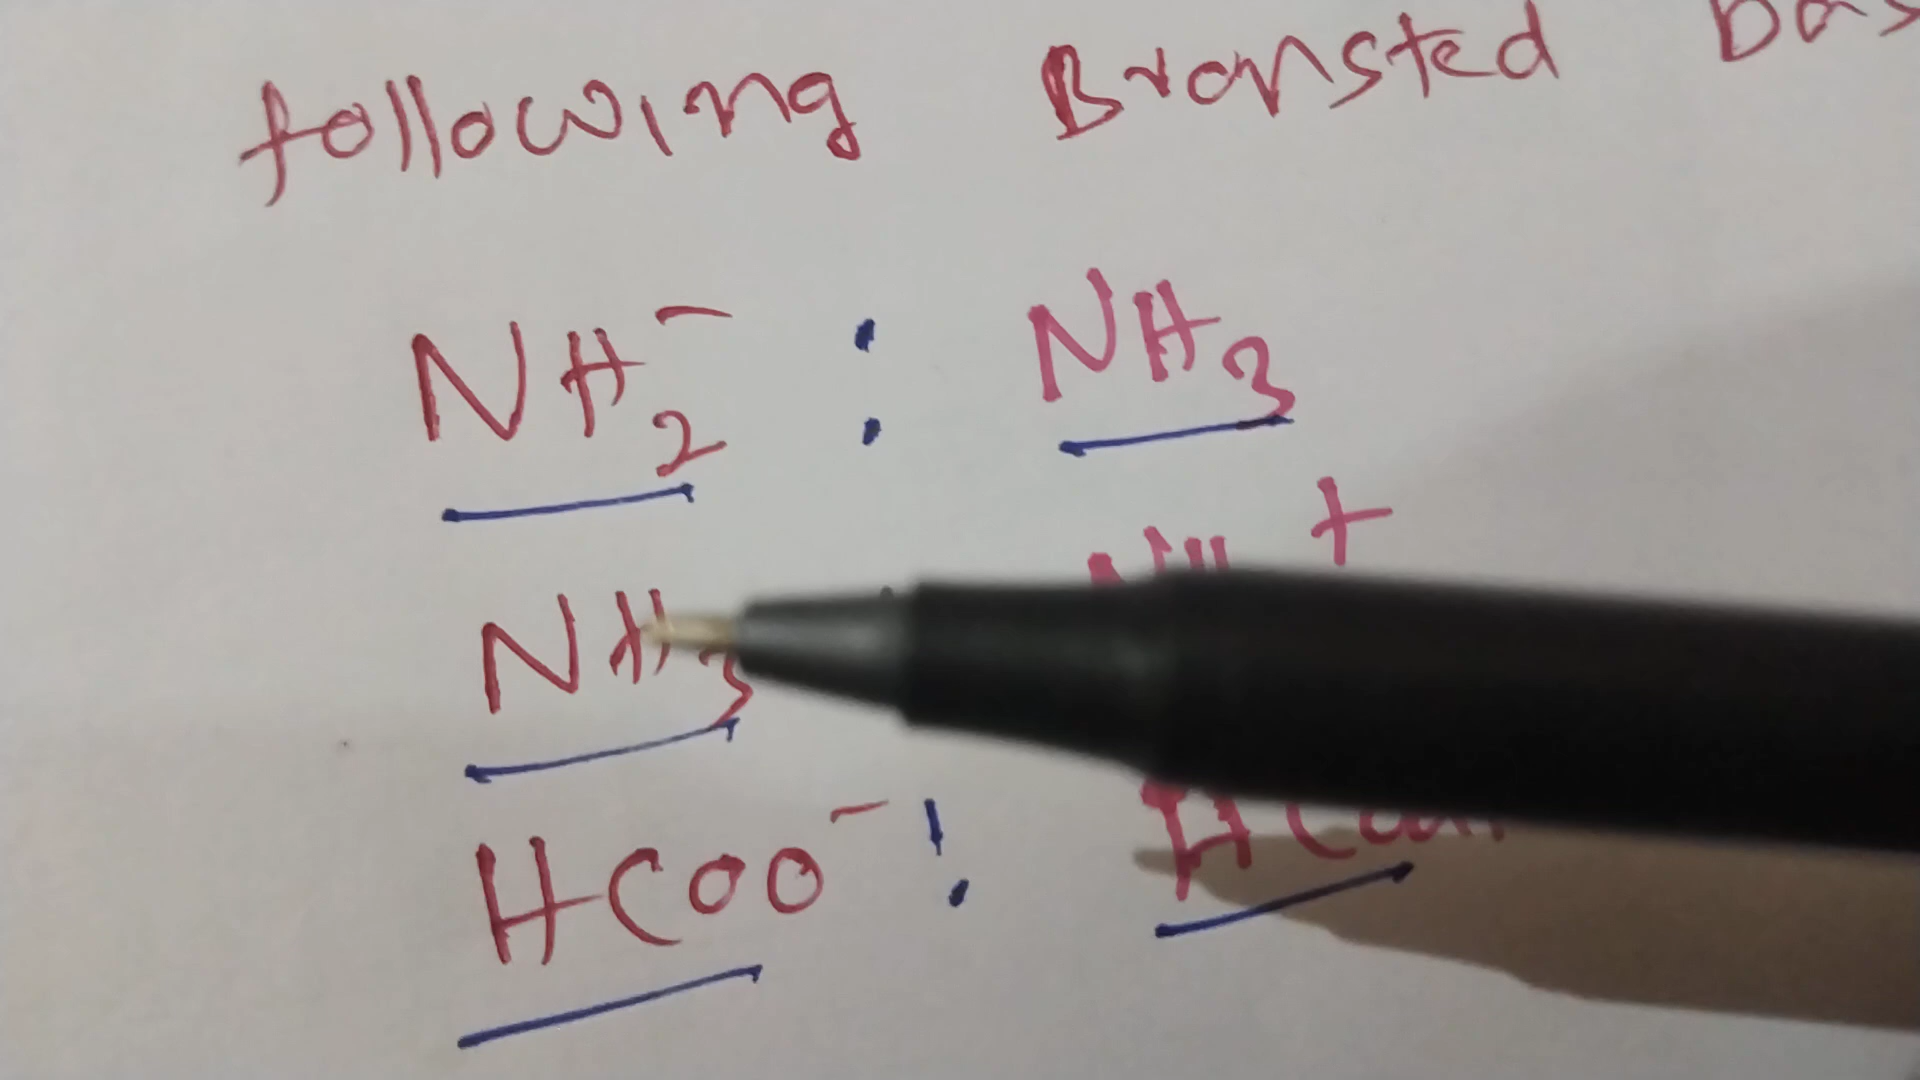 following Bronsted
NH₂⁻ : NH₃
NH₃
HCOO⁻ :